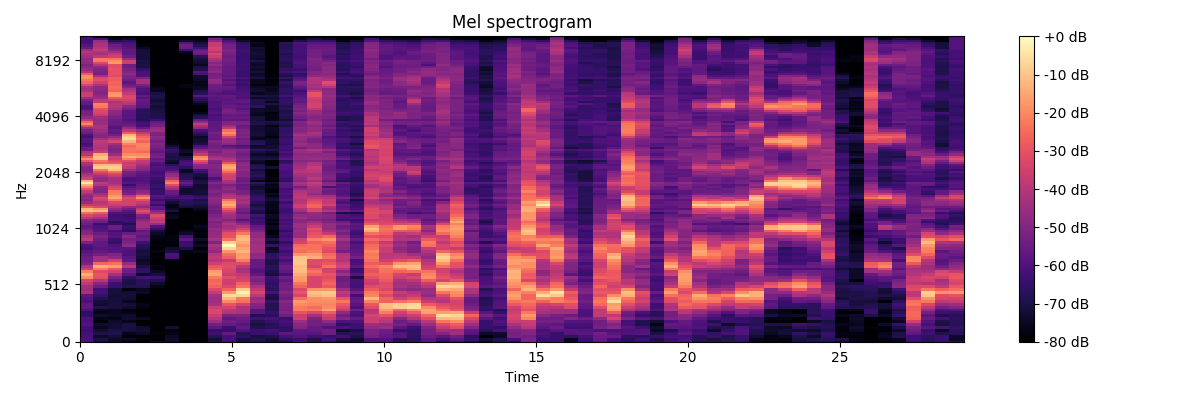 Mel spectrogram
+0 dB
8192
-10 dB
-20 dB
4096
-30 dB
Hz
2048
-40 dB
1024
-50 dB
-60 dB
512
-70 dB
0
-80 dB
0 5 10 15 20 25
Time